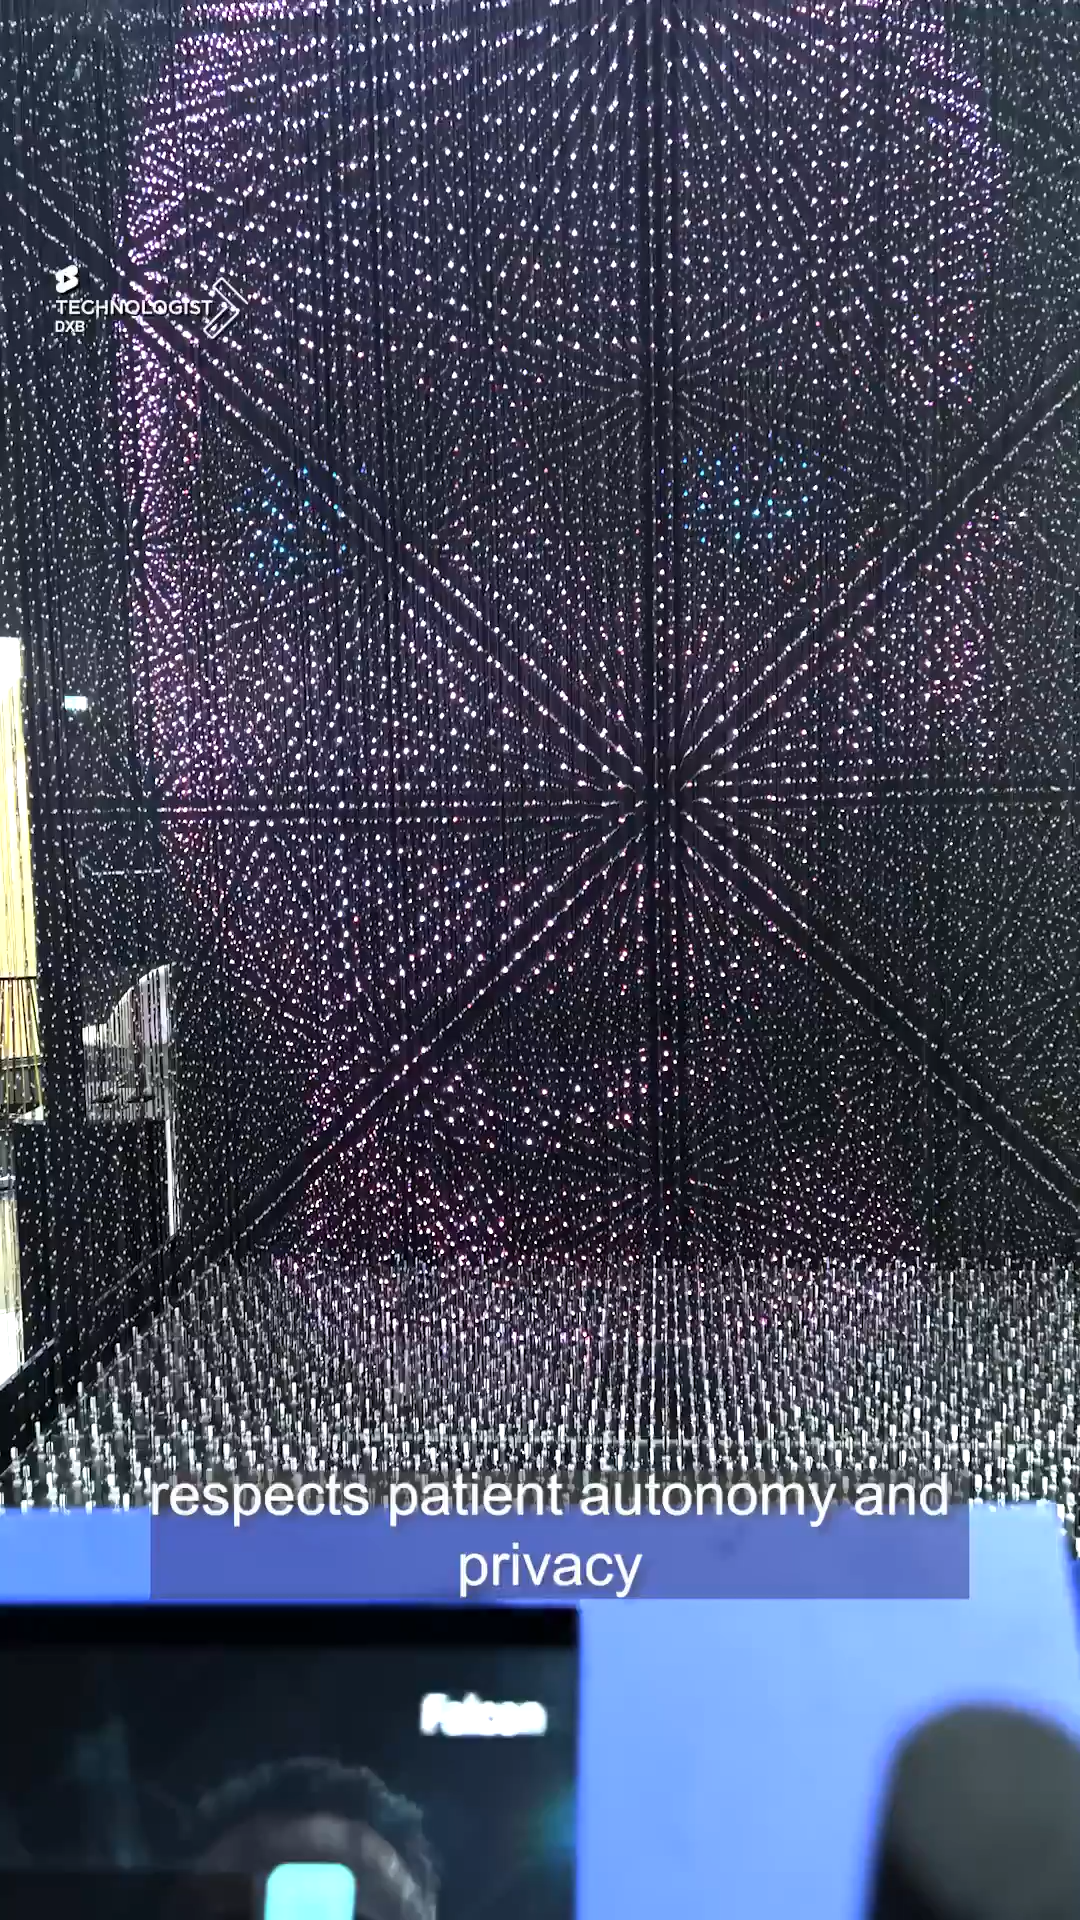 TECHNOLOGIST
DXB
respects patient autonomy and
privacy
Falcon